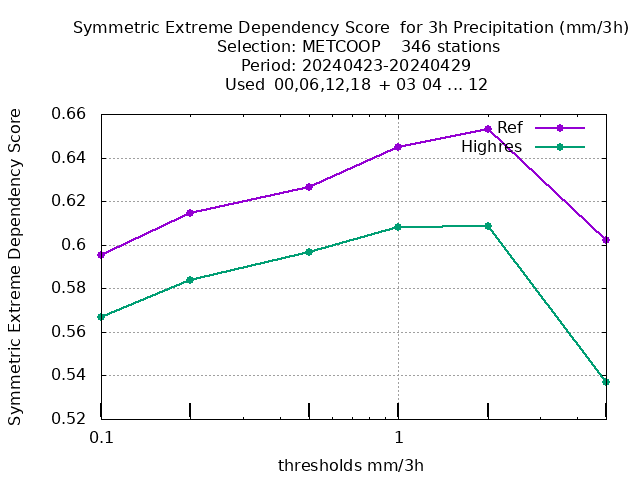 Symmetric Extreme Dependency Score  for 3h Precipitation (mm/3h)
Selection: METCOOP    346 stations
Period: 20240423-20240429
Used  00,06,12,18  + 03 04 ... 12
Symmetric Extreme Dependency Score
0.66
0.64
0.62
0.6
0.58
0.56
0.54
0.52
Ref
Highres
0.1
1
thresholds mm/3h